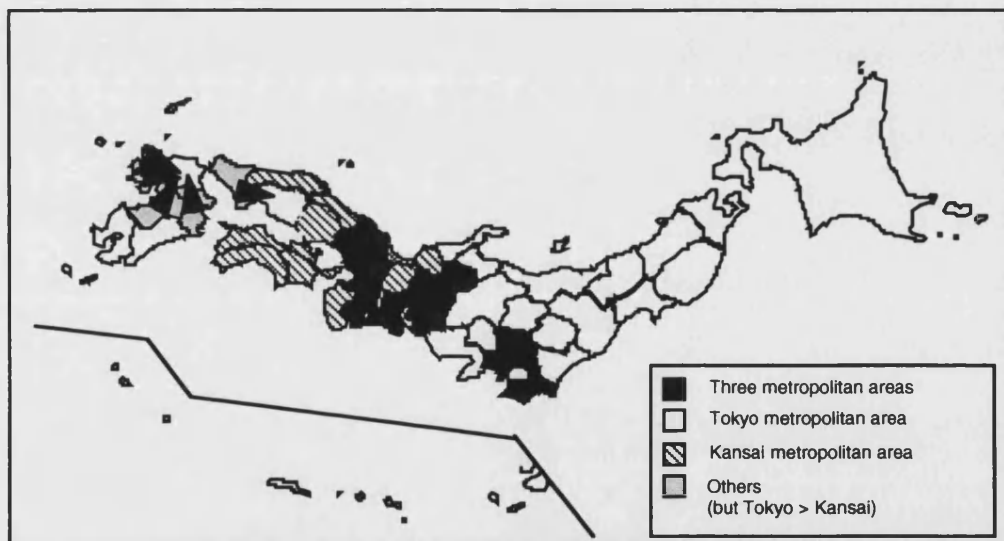 Three metropolitan areas
Tokyo metropolitan area
Kansai metropolitan area
Others
(but Tokyo > Kansai)